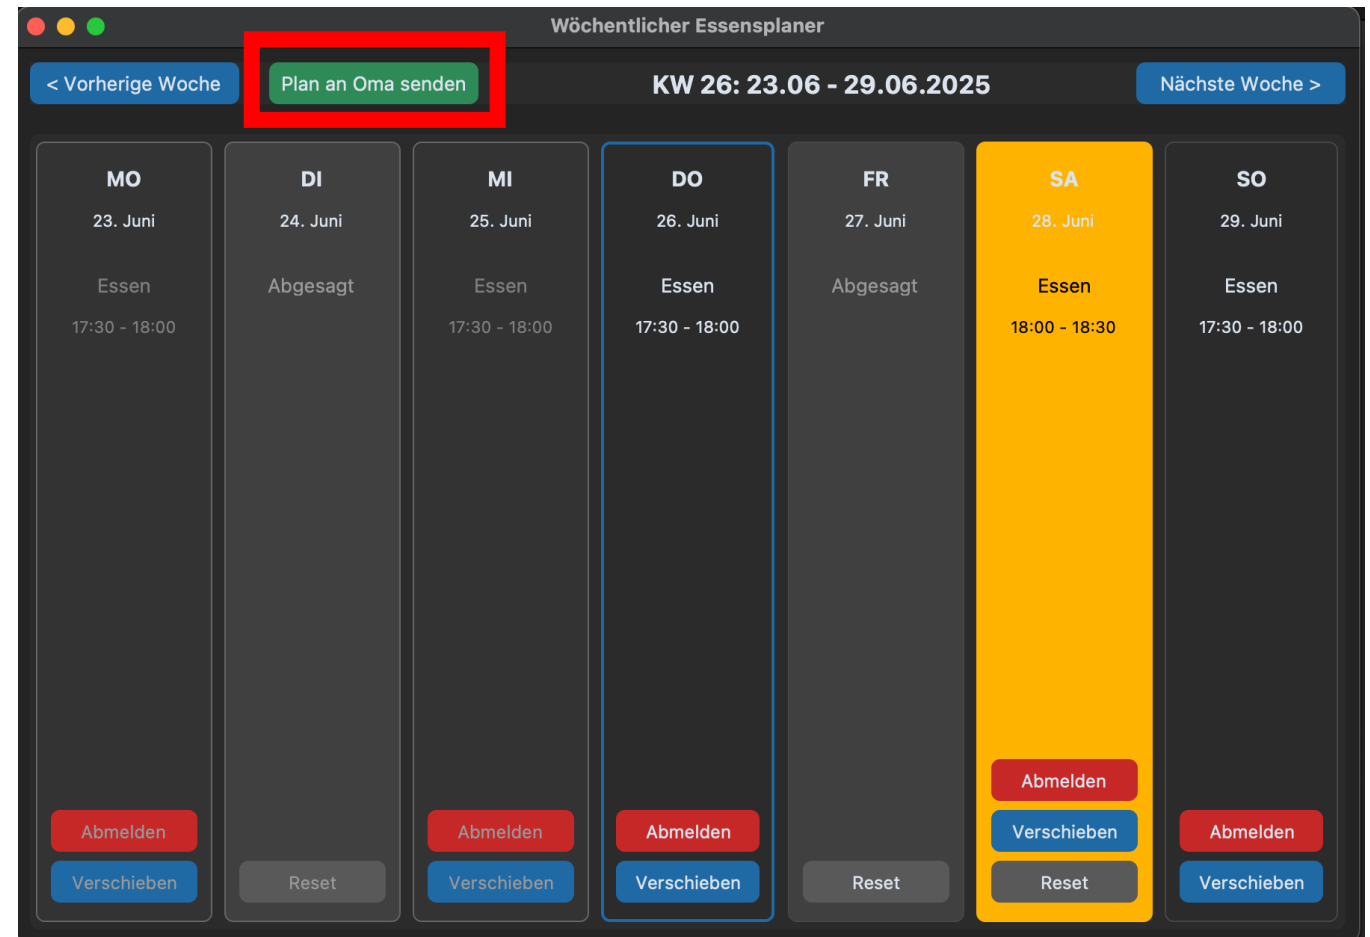 Wöchentlicher Essensplaner
< Vorherige Woche
Plan an Oma senden
KW 26: 23.06 - 29.06.2025
Nächste Woche >
MO
23. Juni
Essen
17:30 - 18:00
Abmelden
Verschieben
DI
24. Juni
Abgesagt
Reset
MI
25. Juni
Essen
17:30 - 18:00
Abmelden
Verschieben
DO
26. Juni
Essen
17:30 - 18:00
Abmelden
Verschieben
FR
27. Juni
Abgesagt
Reset
SA
28. Juni
Essen
18:00 - 18:30
Abmelden
Verschieben
Reset
SO
29. Juni
Essen
17:30 - 18:00
Abmelden
Verschieben